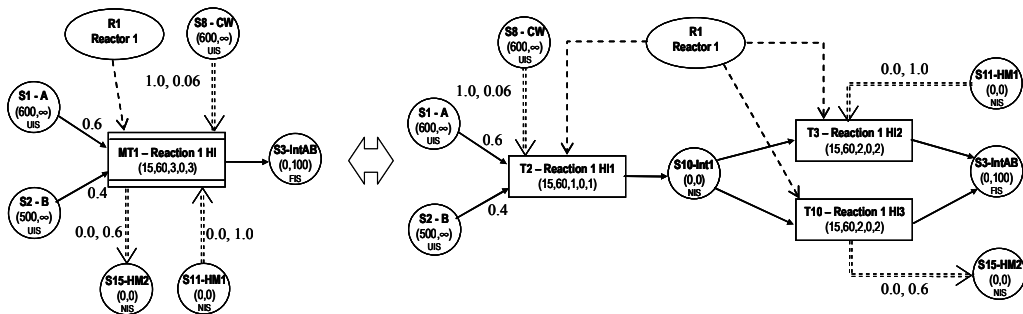 R1
Reactor 1
S8 - CW
(600,∞)
UIS
1.0, 0.06
S1 - A
(600,∞)
UIS
0.6
MT1 – Reaction 1 HI
(15,60,3,0,3)
S3-IntAB
(0,100)
FIS
0.4
S2 - B
(500,∞)
UIS
0.0, 0.6
0.0, 1.0
S15-HM2
(0,0)
NIS
S11-HM1
(0,0)
NIS
S8 - CW
(600,∞)
UIS
R1
Reactor 1
1.0, 0.06
S1 - A
(600,∞)
UIS
0.6
T2 – Reaction 1 HI1
(15,60,1,0,1)
0.4
S2 - B
(500,∞)
UIS
S10-Int1
(0,0)
NIS
0.0, 1.0
S11-HM1
(0,0)
NIS
T3 – Reaction 1 HI2
(15,60,2,0,2)
S3-IntAB
(0,100)
FIS
T10 – Reaction 1 HI3
(15,60,2,0,2)
0.0, 0.6
S15-HM2
(0,0)
NIS